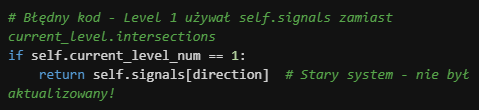 # Błędny kod - Level 1 używał self.signals zamiast
current_level.intersections
if self.current_level_num == 1:
    return self.signals[direction]  # Stary system - nie był
aktualizowany!